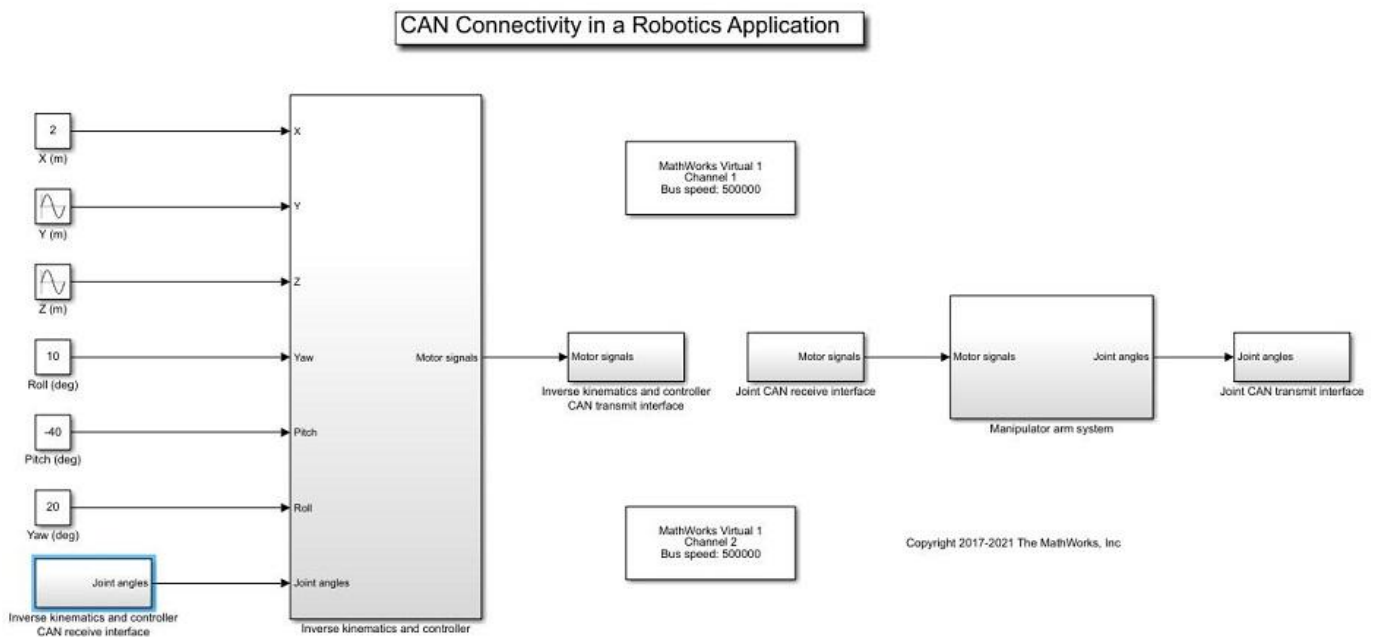 CAN Connectivity in a Robotics Application
2
X (m)
X
Y (m)
Y
Z (m)
Z
10
Roll (deg)
Yaw
-40
Pitch (deg)
Pitch
20
Yaw (deg)
Roll
Joint angles
Inverse kinematics and controller
CAN receive interface
Joint angles
Motor signals
Inverse kinematics and controller
MathWorks Virtual 1
Channel 1
Bus speed: 500000
Motor signals
Inverse kinematics and controller
CAN transmit interface
Motor signals
Joint CAN receive interface
Motor signals
Joint angles
Manipulator arm system
Joint angles
Joint CAN transmit interface
MathWorks Virtual 1
Channel 2
Bus speed: 500000
Copyright 2017-2021 The MathWorks, Inc